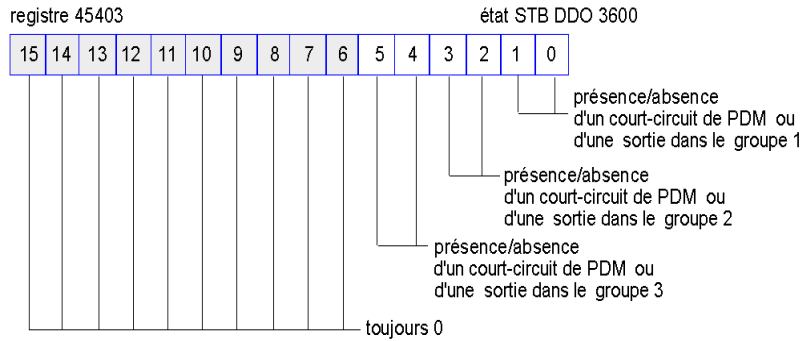 registre 45403 état STB DDO 3600
15 14 13 12 11 10 9 8 7 6 5 4 3 2 1 0
présence/absence
d'un court-circuit de PDM ou
d'une sortie dans le groupe 1
présence/absence
d'un court-circuit de PDM ou
d'une sortie dans le groupe 2
présence/absence
d'un court-circuit de PDM ou
d'une sortie dans le groupe 3
toujours 0